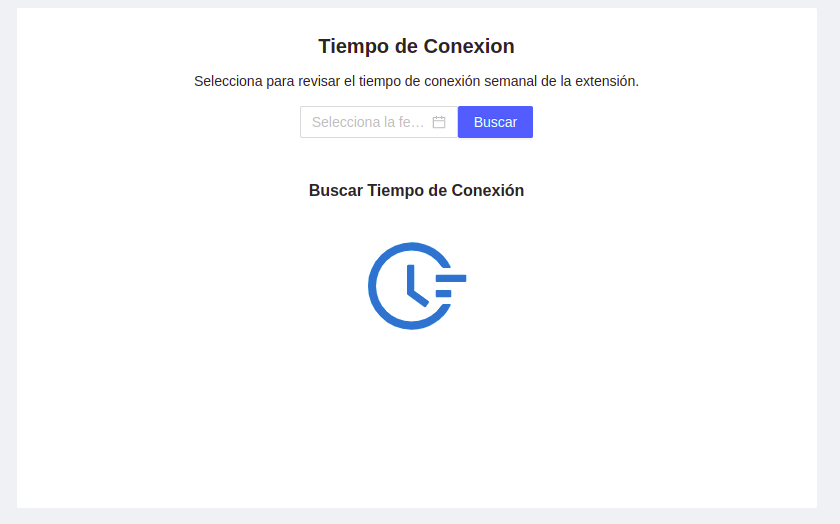 Tiempo de Conexion
Selecciona para revisar el tiempo de conexión semanal de la extensión.
Selecciona la fe... Buscar
Buscar Tiempo de Conexión